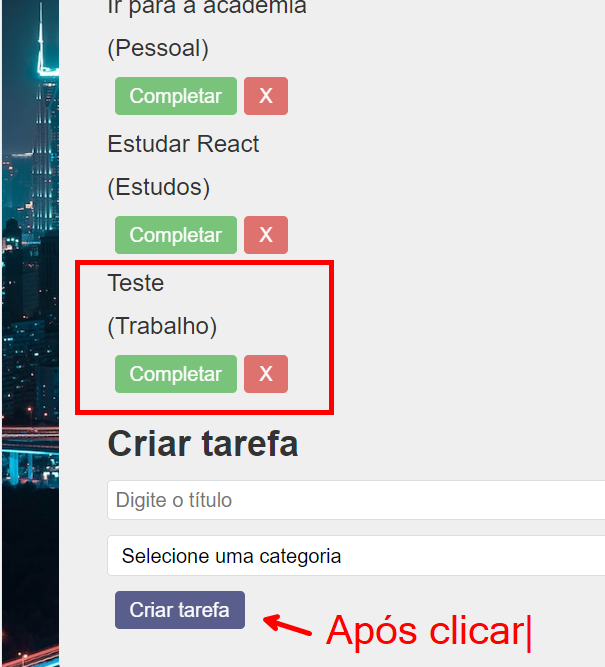 Ir para a academia
(Pessoal)
Completar X
Estudar React
(Estudos)
Completar X
Teste
(Trabalho)
Completar X
Criar tarefa
Digite o título
Selecione uma categoria
Criar tarefa
Após clicar